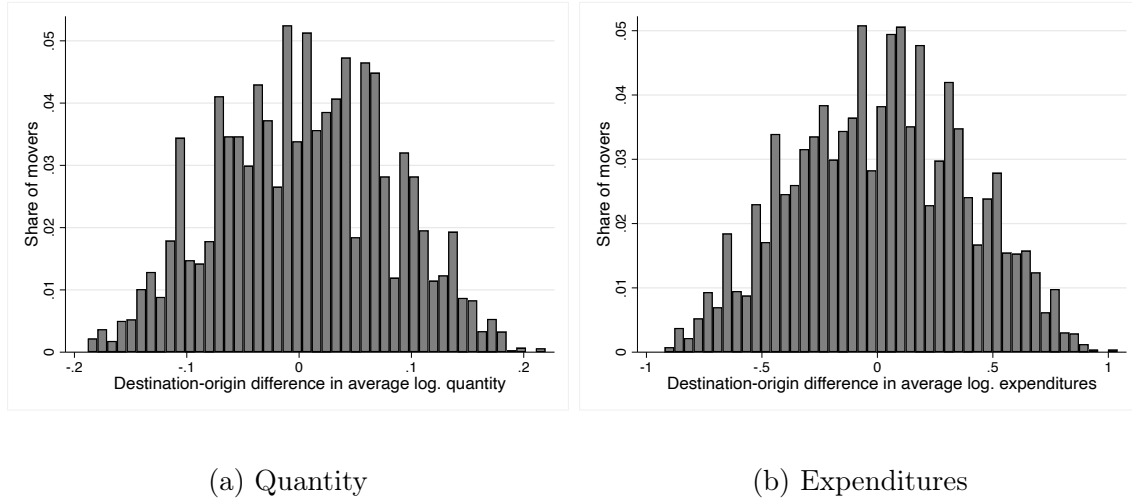 Share of movers
0 .01 .02 .03 .04 .05
-.2 -.1 0 .1 .2
Destination-origin difference in average log. quantity
(a) Quantity
Share of movers
0 .01 .02 .03 .04 .05
-1 -.5 0 .5 1
Destination-origin difference in average log. expenditures
(b) Expenditures